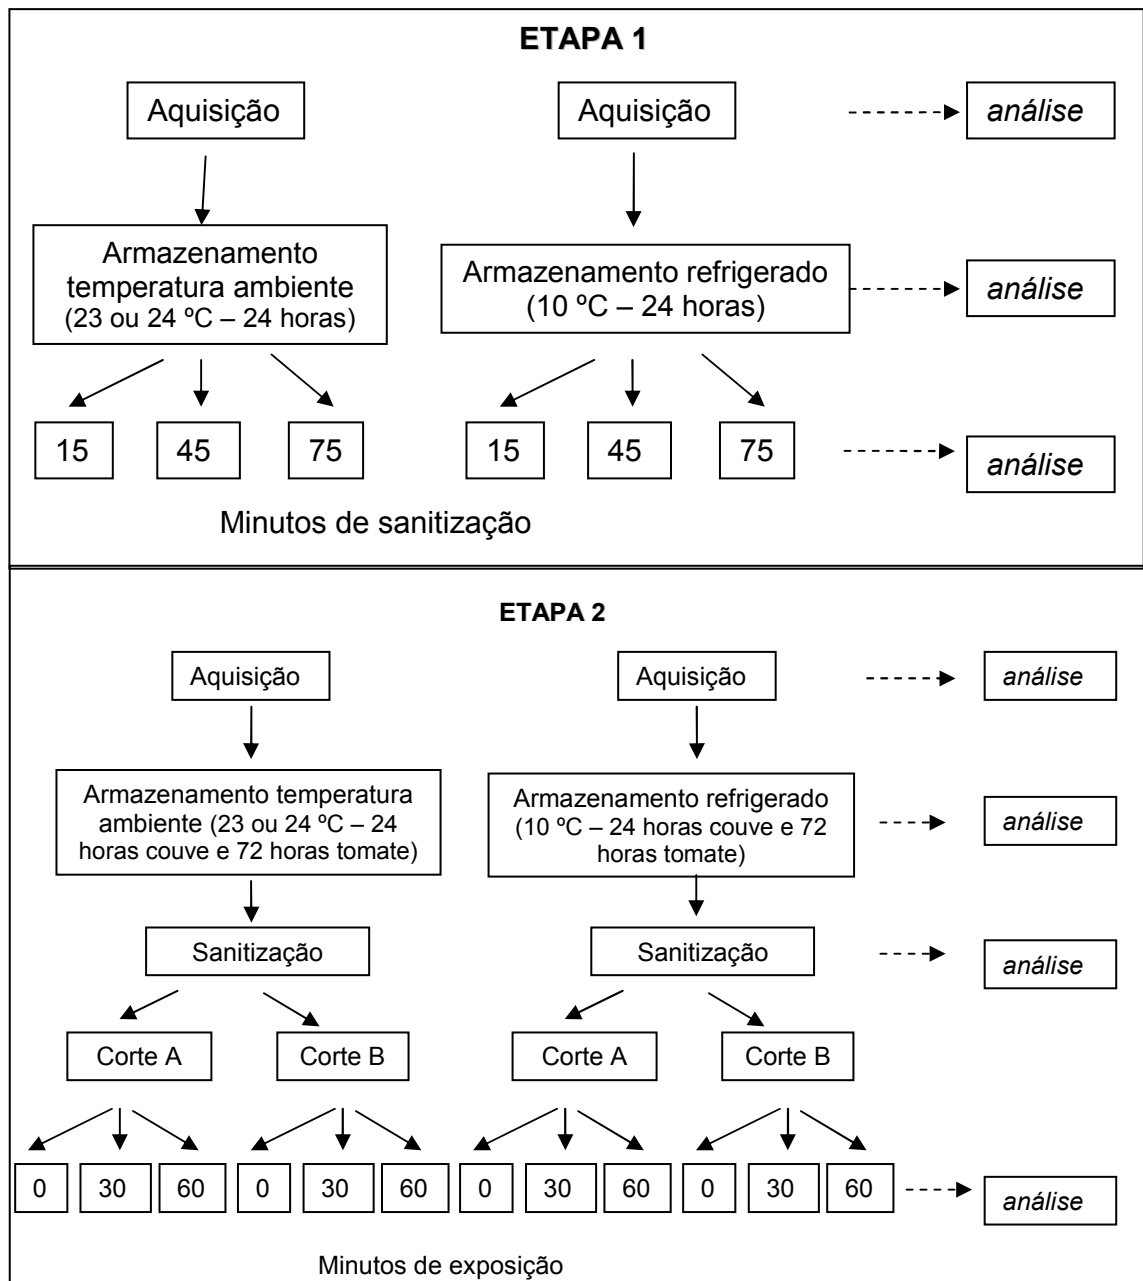 ETAPA 1
Aquisição
Aquisição
análise
Armazenamento
temperatura ambiente
(23 ou 24 ºC – 24 horas)
Armazenamento refrigerado
(10 ºC – 24 horas)
análise
15
45
75
15
45
75
análise
Minutos de sanitização
ETAPA 2
Aquisição
Aquisição
análise
Armazenamento temperatura
ambiente (23 ou 24 ºC – 24
horas couve e 72 horas tomate)
Armazenamento refrigerado
(10 ºC – 24 horas couve e 72
horas tomate)
análise
Sanitização
Sanitização
análise
Corte A
Corte B
Corte A
Corte B
0
30
60
0
30
60
0
30
60
0
30
60
análise
Minutos de exposição